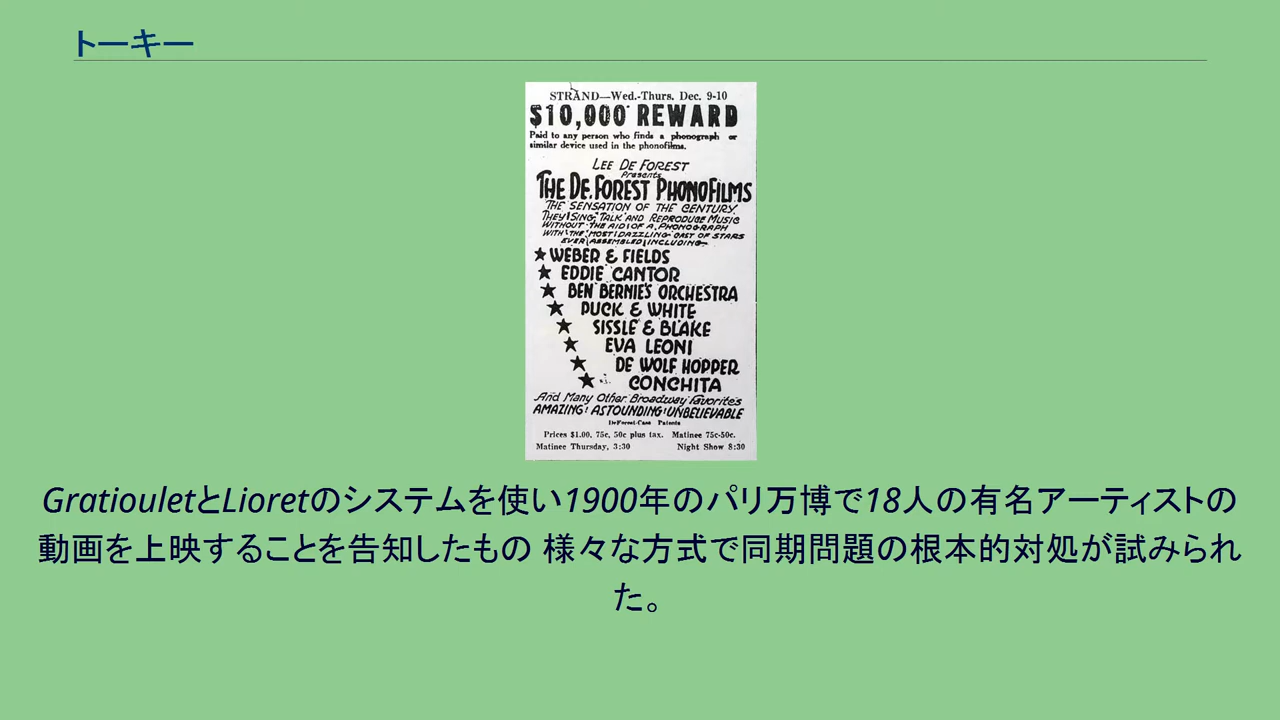 トーキー
STRAND—Wed.-Thurs. Dec. 9-10
$10,000 REWARD
Paid to any person who finds a phonograph or
similar device used in the phonofilms.
LEE DE FOREST
Presents
THE DE FOREST PHONOFILMS
THE SENSATION OF THE CENTURY.
THEY SING, TALK AND REPRODUCE MUSIC
WITHOUT THE AID OF A PHONOGRAPH
WITH THE MOST DAZZLING CAST OF STARS
EVER ASSEMBLED INCLUDING—
★ WEBER & FIELDS
★ EDDIE CANTOR
★ BEN BERNIE'S ORCHESTRA
★ PUCK & WHITE
★ SISSLE & BLAKE
★ EVA LEONI
★ DE WOLF HOPPER
★ CONCHITA
And Many Other Broadway Favorites
AMAZING! ASTOUNDING! UNBELIEVABLE
DeForest-Case Patents
Prices $1.00, 75c, 50c plus tax. Matinee 75c-50c.
Matinee Thursday, 3:30 Night Show 8:30
GratiouletとLioretのシステムを使い1900年のパリ万博で18人の有名アーティストの
動画を上映することを告知したもの 様々な方式で同期問題の根本的対処が試みられ
た。